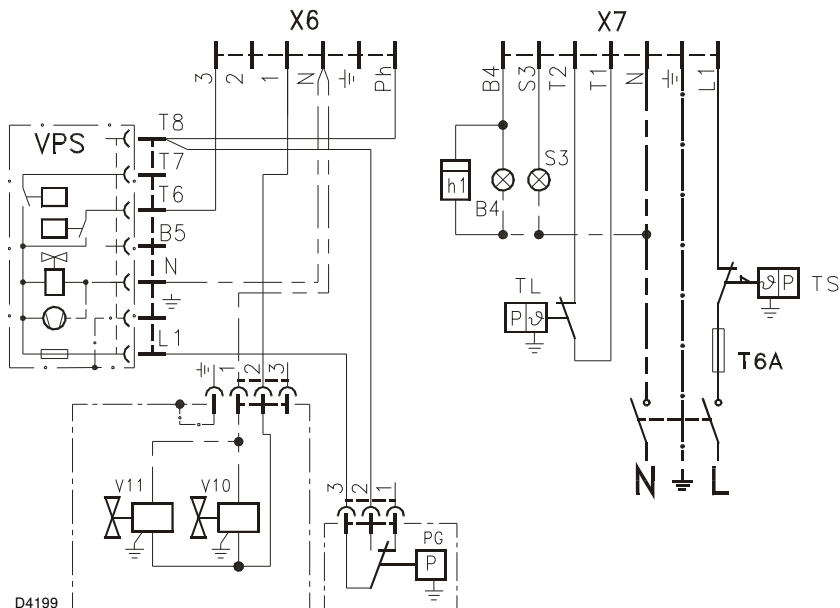 X6
X7
3
2
1
N
Ph
B4
S3
T2
T1
N
L1
VPS
T8
T7
T6
B5
N
L1
h1
B4
S3
TL
P ϑ
ϑ P
TS
T6A
N
L
1
2
3
V11
V10
3
2
1
PG
P
D4199